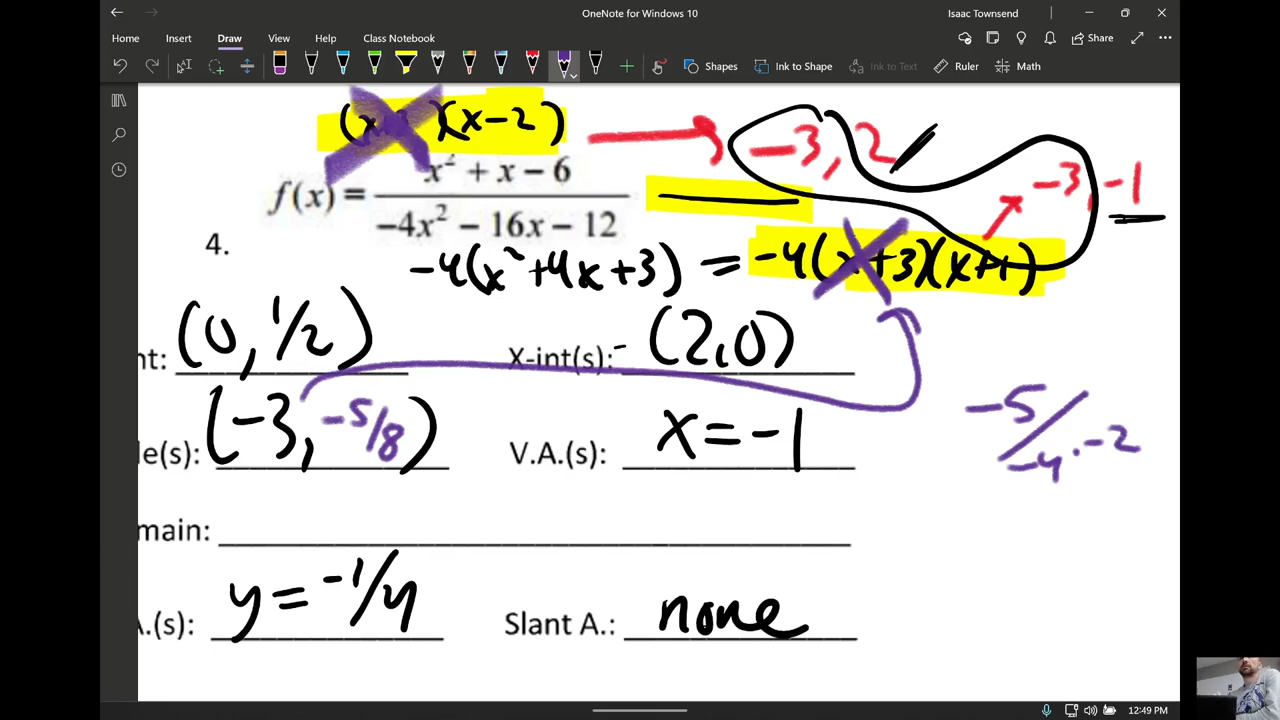 OneNote for Windows 10
Isaac Townsend
Home Insert Draw View Help Class Notebook
Share
Shapes Ink to Shape Ink to Text Ruler Math
(x )(x-2)
-3, 2
-3, -1
f(x) = x² + x − 6 / −4x² − 16x − 12
4.
-4(x²+4x+3) = -4(x+3)(x+1)
nt: (0, 1/2) X-int(s): (2,0)
le(s): (-3, -5/8) V.A.(s): x=-1
-5/-4·-2
main:
A.(s): y=-1/4 Slant A.: none
12:49 PM